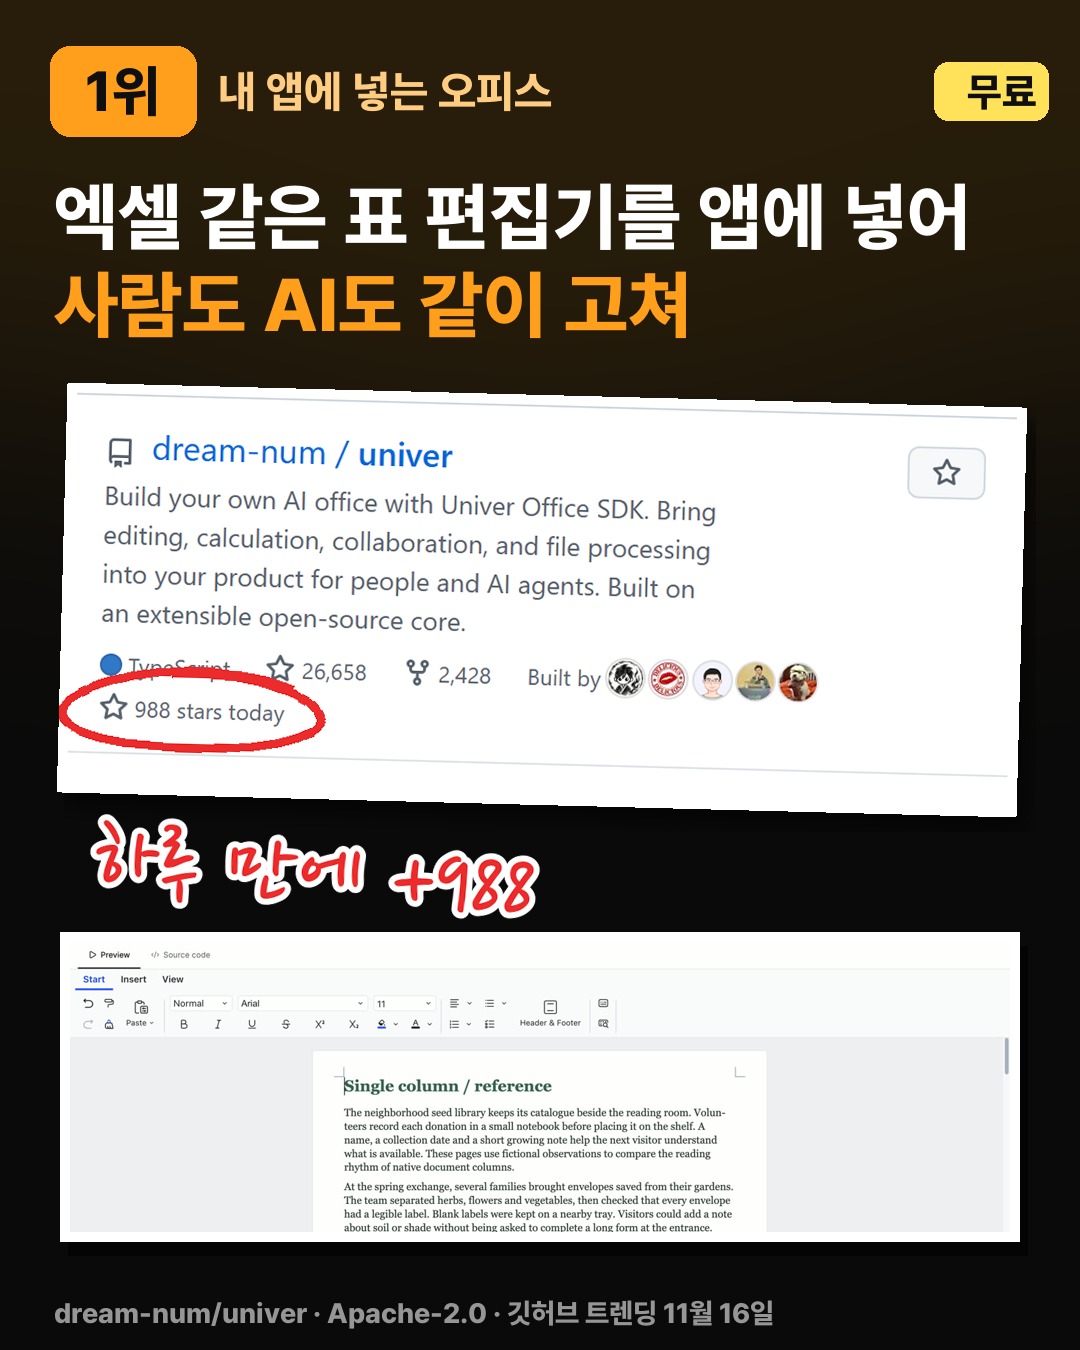 1위 내 앱에 넣는 오피스 무료
엑셀 같은 표 편집기를 앱에 넣어
사람도 AI도 같이 고쳐
dream-num / univer
Build your own AI office with Univer Office SDK. Bring
editing, calculation, collaboration, and file processing
into your product for people and AI agents. Built on
an extensible open-source core.
TypeScript 26,658 2,428 Built by
988 stars today
하루 만에 +988
Preview Source code
Start Insert View
Normal Arial 11
Paste B I U S X² X₂ A Header & Footer
Single column / reference
The neighborhood seed library keeps its catalogue beside the reading room. Volun-
teers record each donation in a small notebook before placing it on the shelf. A
name, a collection date and a short growing note help the next visitor understand
what is available. These pages use fictional observations to compare the reading
rhythm of native document columns.
At the spring exchange, several families brought envelopes saved from their gardens.
The team separated herbs, flowers and vegetables, then checked that every envelope
had a legible label. Blank labels were kept on a nearby tray. Visitors could add a note
about soil or shade without being asked to complete a long form at the entrance.
dream-num/univer · Apache-2.0 · 깃허브 트렌딩 11월 16일